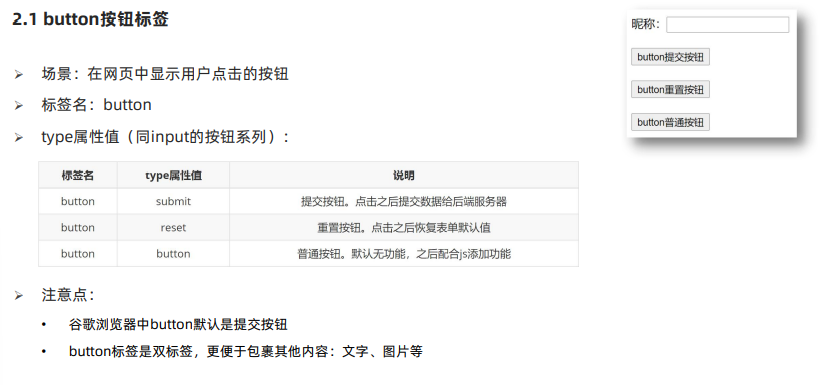 2.1 button按钮标签
昵称：
button提交按钮
button重置按钮
button普通按钮
➢ 场景：在网页中显示用户点击的按钮
➢ 标签名：button
➢ type属性值（同input的按钮系列）：
标签名 type属性值 说明
button submit 提交按钮。点击之后提交数据给后端服务器
button reset 重置按钮。点击之后恢复表单默认值
button button 普通按钮。默认无功能，之后配合js添加功能
➢ 注意点：
• 谷歌浏览器中button默认是提交按钮
• button标签是双标签，更便于包裹其他内容：文字、图片等